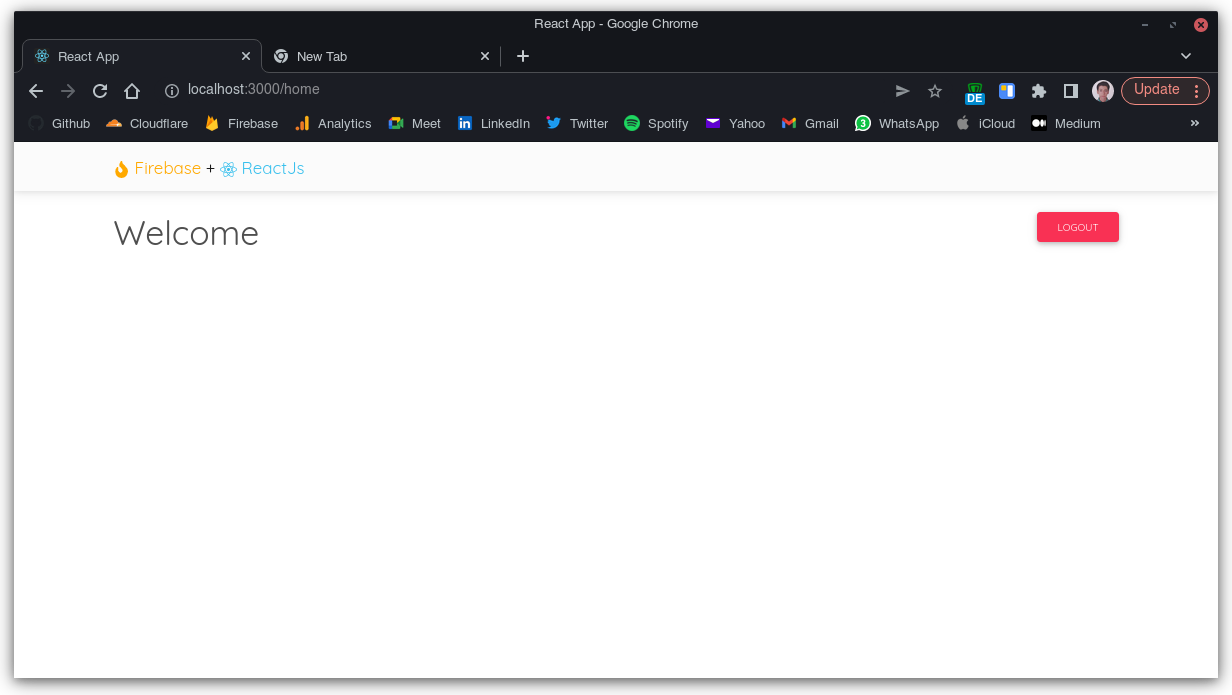 React App - Google Chrome
React App New Tab
localhost:3000/home DE Update
Github Cloudflare Firebase Analytics Meet in LinkedIn Twitter Spotify Yahoo Gmail 3 WhatsApp iCloud Medium »
Firebase + ReactJs
Welcome LOGOUT